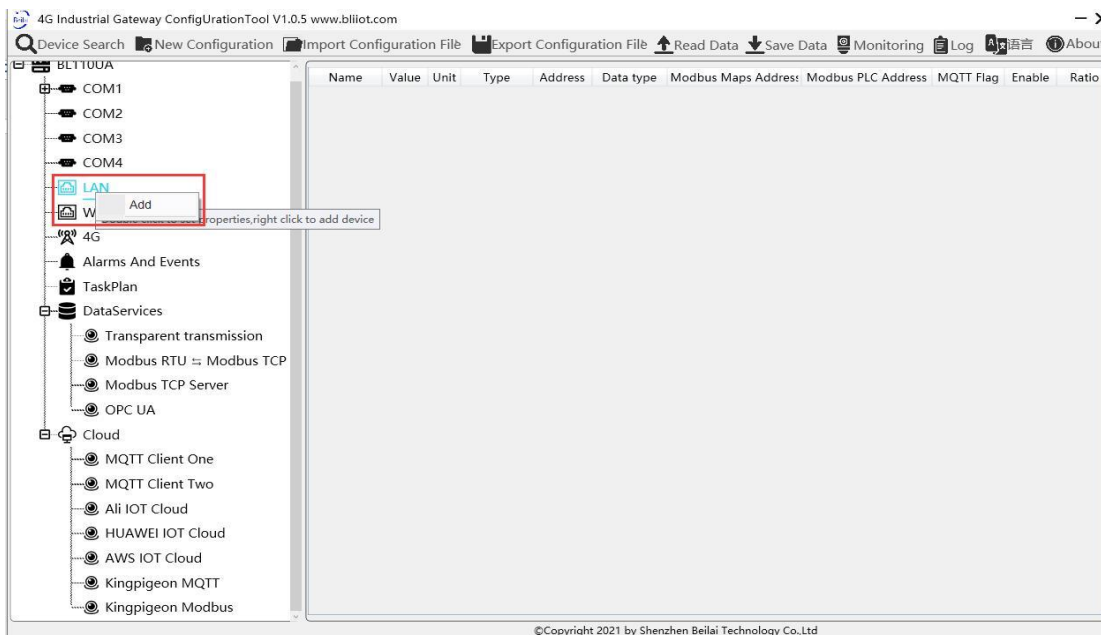 4G Industrial Gateway ConfigUrationTool V1.0.5 www.bliiot.com
Device Search New Configuration Import Configuration File Export Configuration File Read Data Save Data Monitoring Log 语言 Abou
BL110UA
Name Value Unit Type Address Data type Modbus Maps Address Modbus PLC Address MQTT Flag Enable Ratio
COM1
COM2
COM3
COM4
LAN
Add
W
properties,right click to add device
4G
Alarms And Events
TaskPlan
DataServices
Transparent transmission
Modbus RTU ⇆ Modbus TCP
Modbus TCP Server
OPC UA
Cloud
MQTT Client One
MQTT Client Two
Ali IOT Cloud
HUAWEI IOT Cloud
AWS IOT Cloud
Kingpigeon MQTT
Kingpigeon Modbus
©Copyright 2021 by Shenzhen Beilai Technology Co.,Ltd